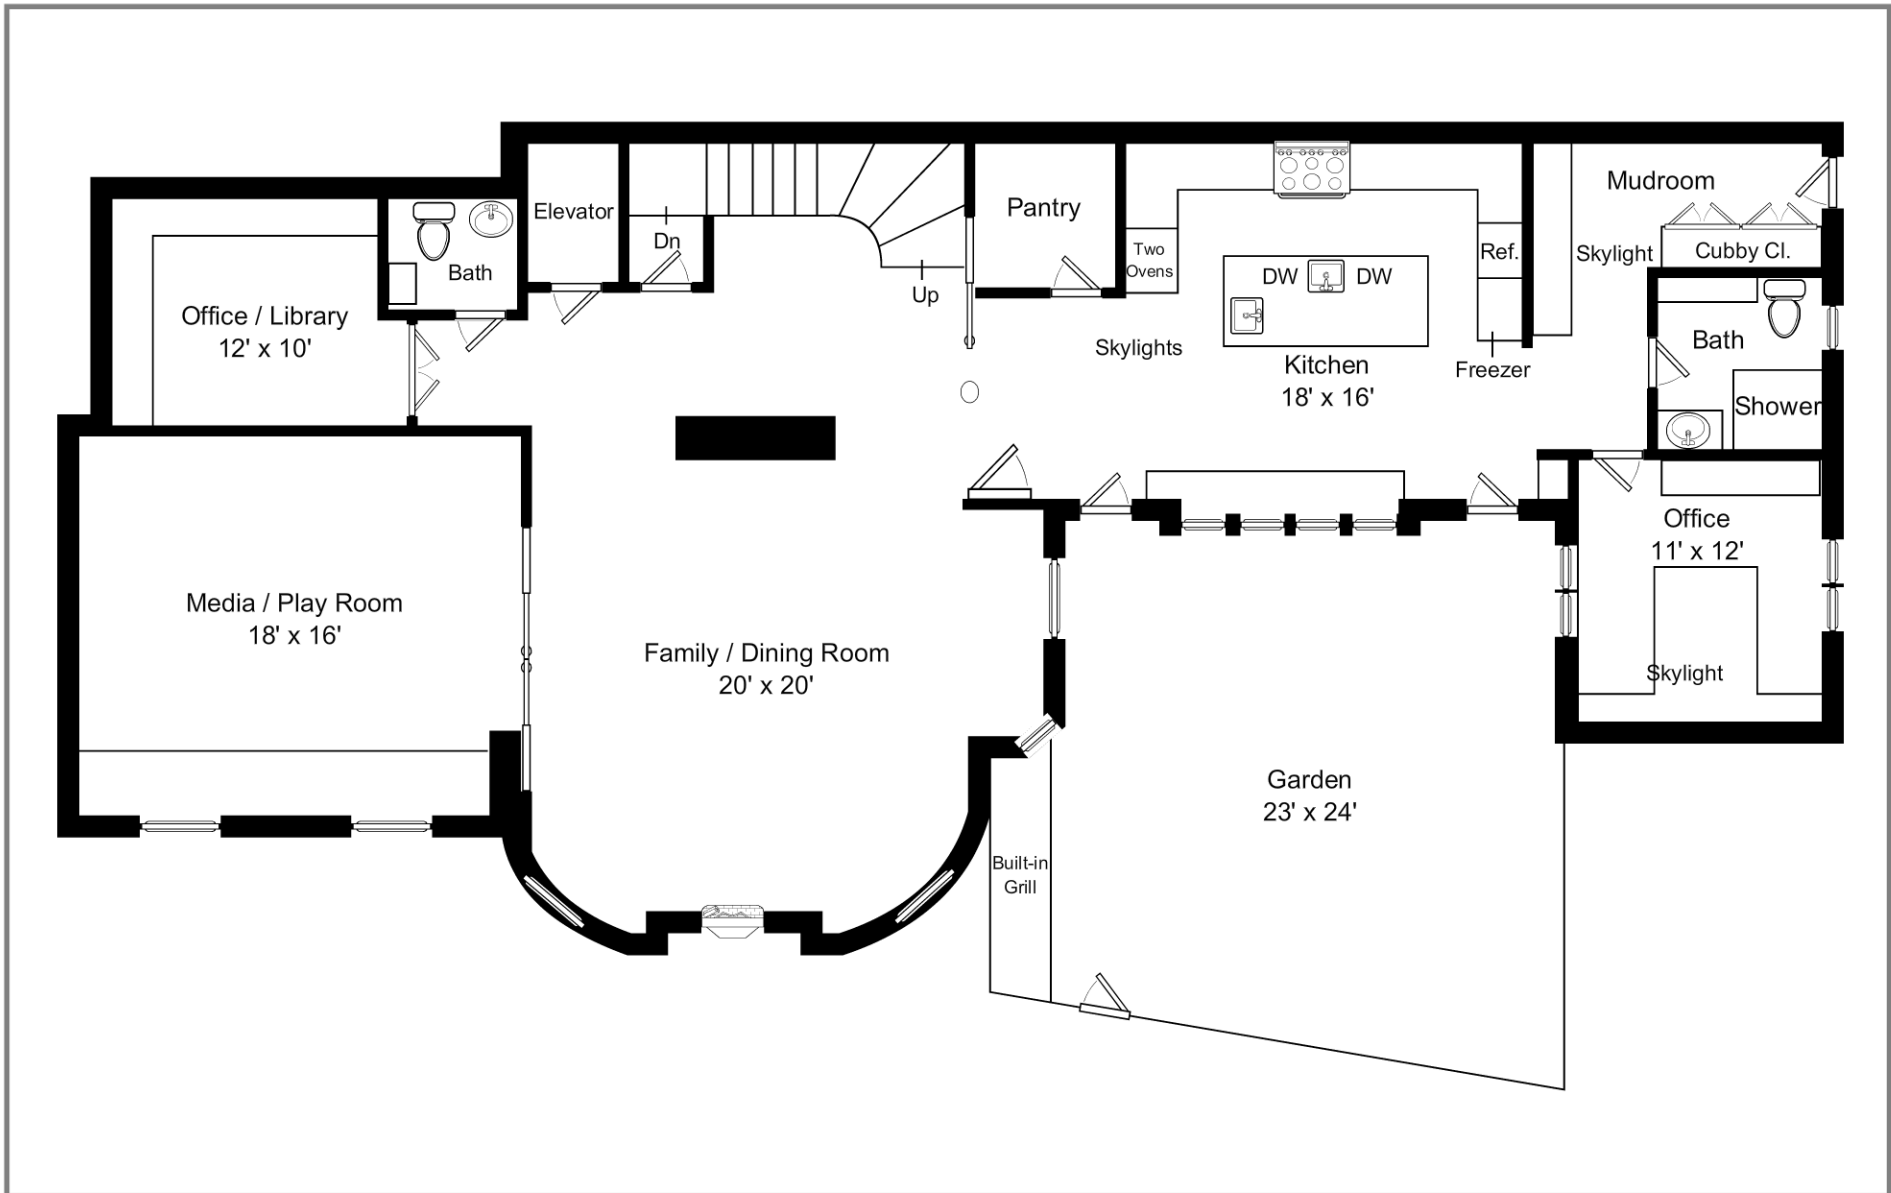 Office / Library
12' x 10'
Bath
Elevator
Dn
Up
Pantry
Two
Ovens
DW
DW
Ref.
Freezer
Skylights
Kitchen
18' x 16'
Mudroom
Skylight
Cubby Cl.
Bath
Shower
Office
11' x 12'
Skylight
Media / Play Room
18' x 16'
Family / Dining Room
20' x 20'
Garden
23' x 24'
Built-in
Grill